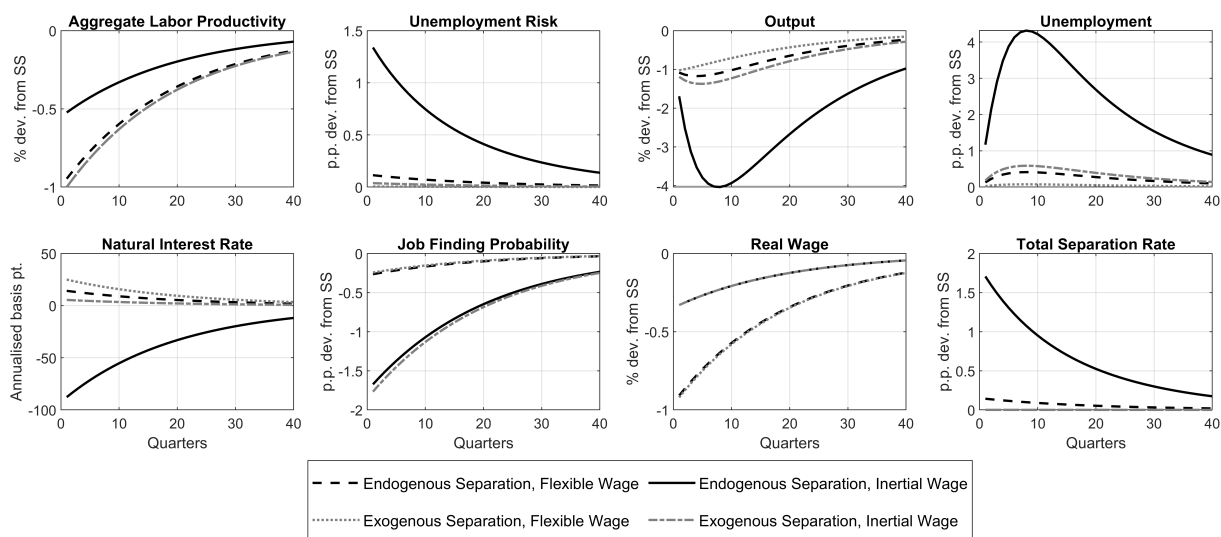 Aggregate Labor Productivity
% dev. from SS
0
-0.5
-1
0 10 20 30 40
Unemployment Risk
p.p. dev. from SS
1.5
1
0.5
0
0 10 20 30 40
Output
% dev. from SS
0
-1
-2
-3
-4
0 10 20 30 40
Unemployment
p.p. dev. from SS
4
3
2
1
0
0 10 20 30 40
Natural Interest Rate
Annualised basis pt.
50
0
-50
-100
0 10 20 30 40
Quarters
Job Finding Probability
p.p. dev. from SS
0
-0.5
-1
-1.5
-2
0 10 20 30 40
Quarters
Real Wage
% dev. from SS
0
-0.5
-1
0 10 20 30 40
Quarters
Total Separation Rate
p.p. dev. from SS
2
1.5
1
0.5
0
0 10 20 30 40
Quarters
Endogenous Separation, Flexible Wage
Endogenous Separation, Inertial Wage
Exogenous Separation, Flexible Wage
Exogenous Separation, Inertial Wage